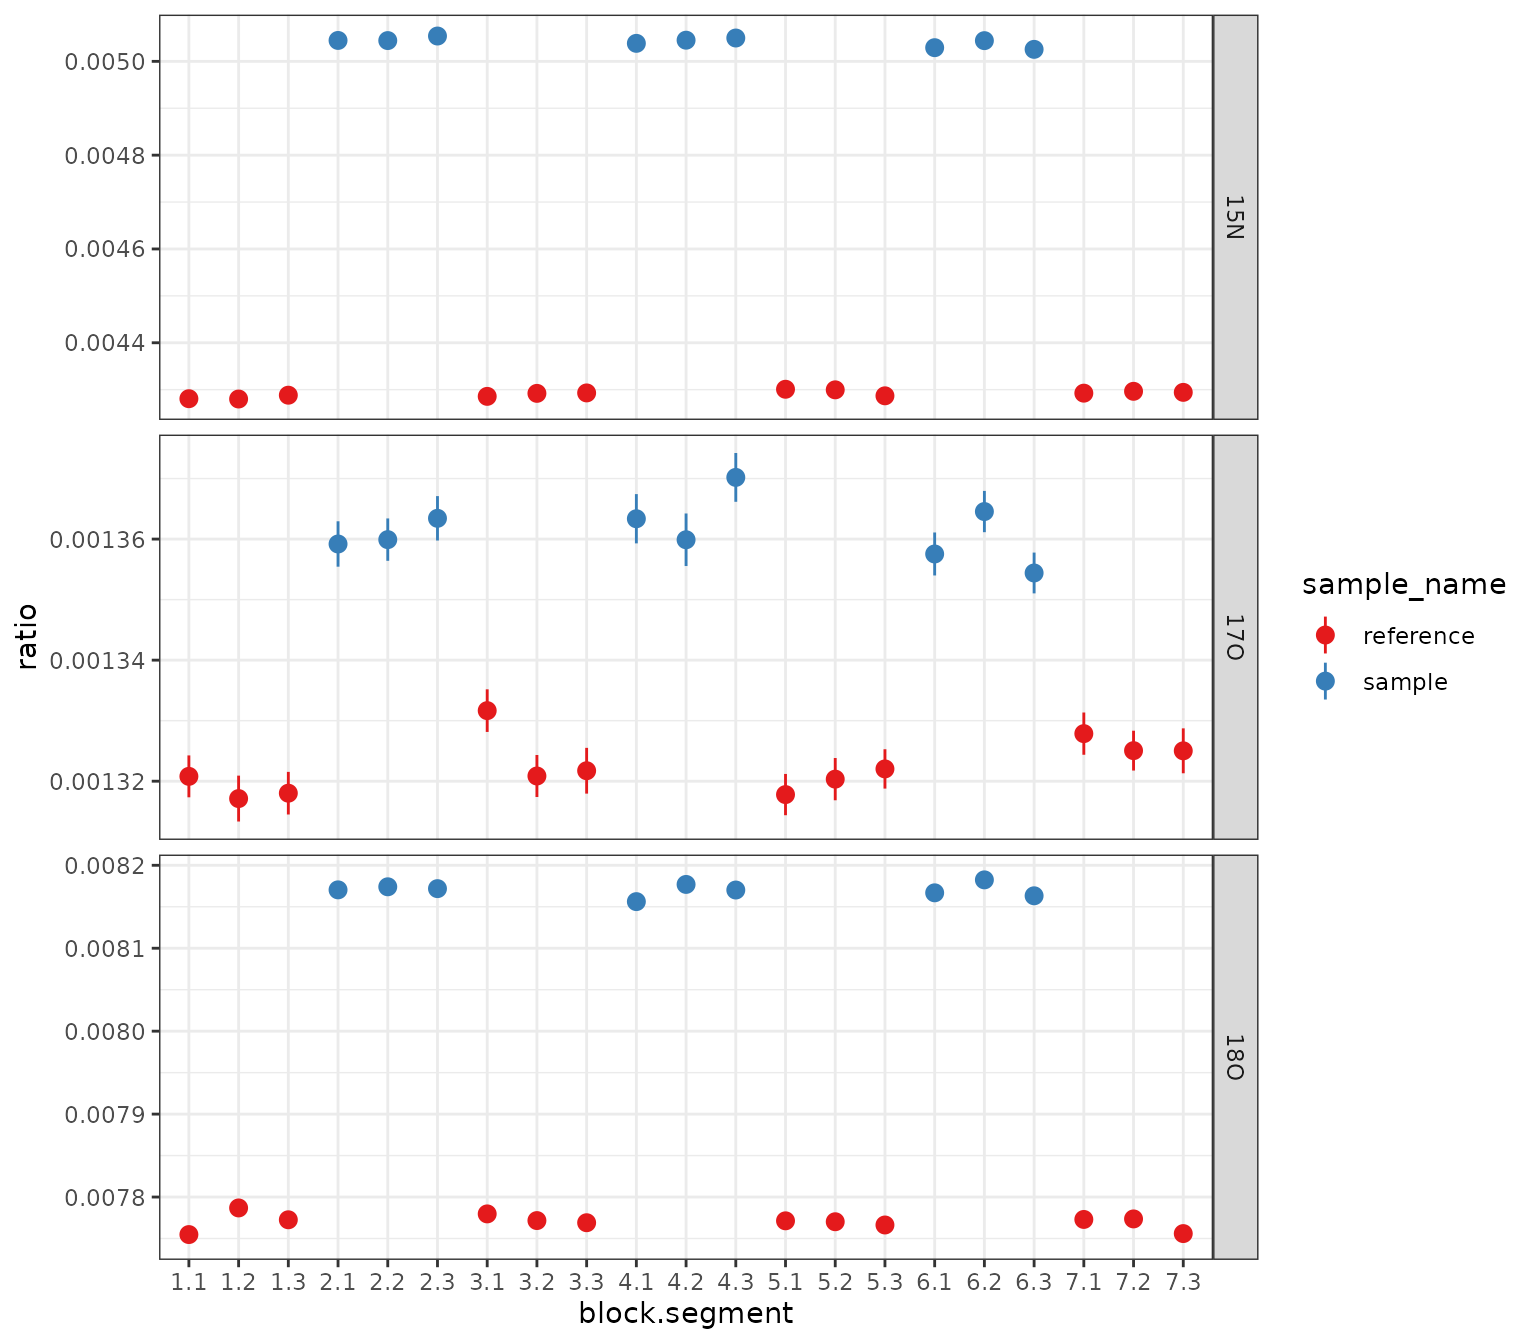 0.0050
0.0048
0.0046
0.0044
15N
0.00136
0.00134
0.00132
17O
0.0082
0.0081
0.0080
0.0079
0.0078
18O
ratio
1.1 1.2 1.3 2.1 2.2 2.3 3.1 3.2 3.3 4.1 4.2 4.3 5.1 5.2 5.3 6.1 6.2 6.3 7.1 7.2 7.3
block.segment
sample_name
reference
sample